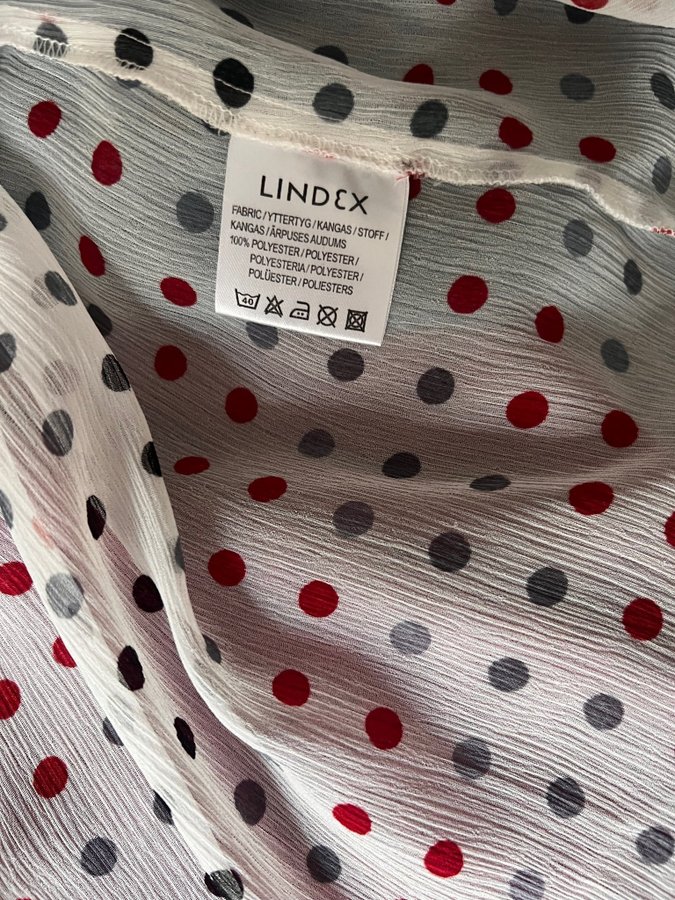 LINDEX
FABRIC / YTTERTYG / KANGAS / STOFF /
KANGAS / ĀRPUSES AUDUMS
100% POLYESTER / POLYESTER /
POLYESTERIA / POLYESTER /
POLÜESTER / POLIESTERS
40